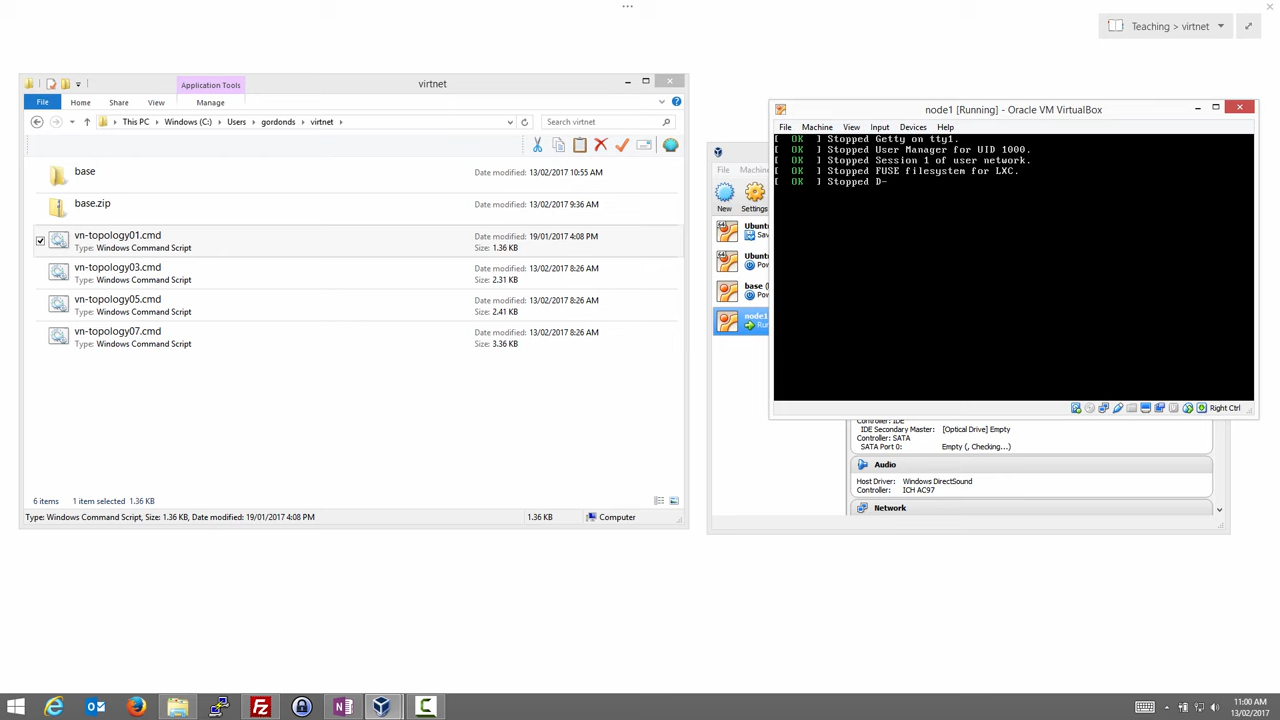 Teaching > virtnet
Application Tools
virtnet
File
Home
Share
View
Manage
This PC
Windows (C:)
Users
gordonds
virtnet
Search virtnet
base
Date modified: 13/02/2017 10:55 AM
base.zip
Date modified: 13/02/2017 9:36 AM
vn-topology01.cmd
Type: Windows Command Script
Date modified: 19/01/2017 4:08 PM
Size: 1.36 KB
vn-topology03.cmd
Type: Windows Command Script
Date modified: 13/02/2017 8:26 AM
Size: 2.31 KB
vn-topology05.cmd
Type: Windows Command Script
Date modified: 13/02/2017 8:26 AM
Size: 2.41 KB
vn-topology07.cmd
Type: Windows Command Script
Date modified: 13/02/2017 8:26 AM
Size: 3.36 KB
6 items 1 item selected 1.36 KB
Type: Windows Command Script, Size: 1.36 KB, Date modified: 19/01/2017 4:08 PM
1.36 KB
Computer
node1 [Running] - Oracle VM VirtualBox
File Machine View Input Devices Help
[ OK ] Stopped Getty on tty1.
[ OK ] Stopped User Manager for UID 1000.
[ OK ] Stopped Session 1 of user network.
[ OK ] Stopped FUSE filesystem for LXC.
[ OK ] Stopped D-
Right Ctrl
File Machine
New Settings
Ubunt
Sav
Ubunt
Pow
base (
Pow
node1
Ru
Controller: IDE
IDE Secondary Master: [Optical Drive] Empty
Controller: SATA
SATA Port 0: Empty (, Checking...)
Audio
Host Driver: Windows DirectSound
Controller: ICH AC97
Network
11:00 AM
13/02/2017